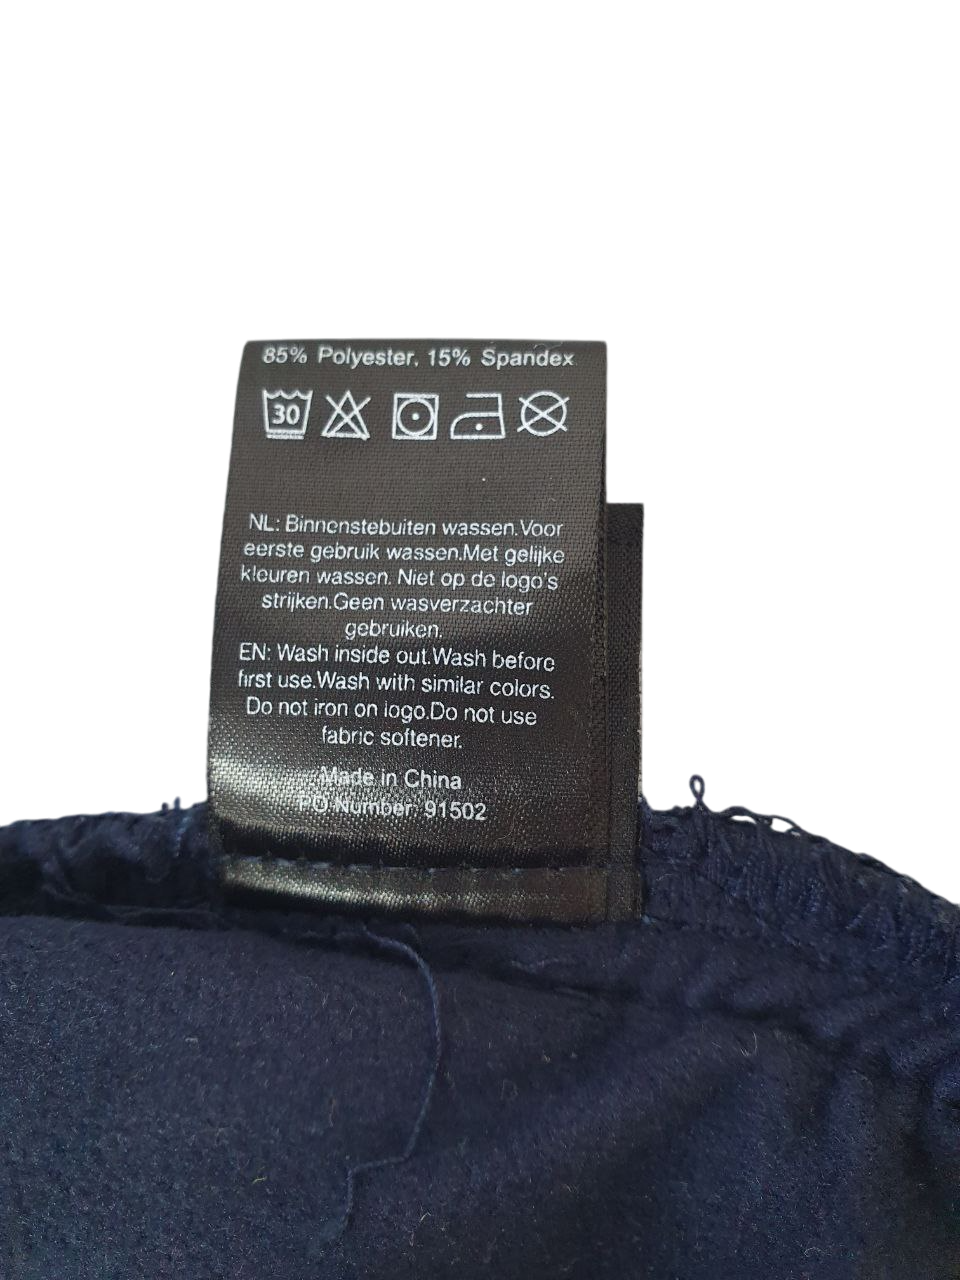 85% Polyester, 15% Spandex
30
NL: Binnenstebuiten wassen.Voor
eerste gebruik wassen.Met gelijke
kleuren wassen. Niet op de logo's
strijken.Geen wasverzachter
gebruiken.
EN: Wash inside out.Wash before
first use.Wash with similar colors.
Do not iron on logo.Do not use
fabric softener.
Made in China
PO Number: 91502